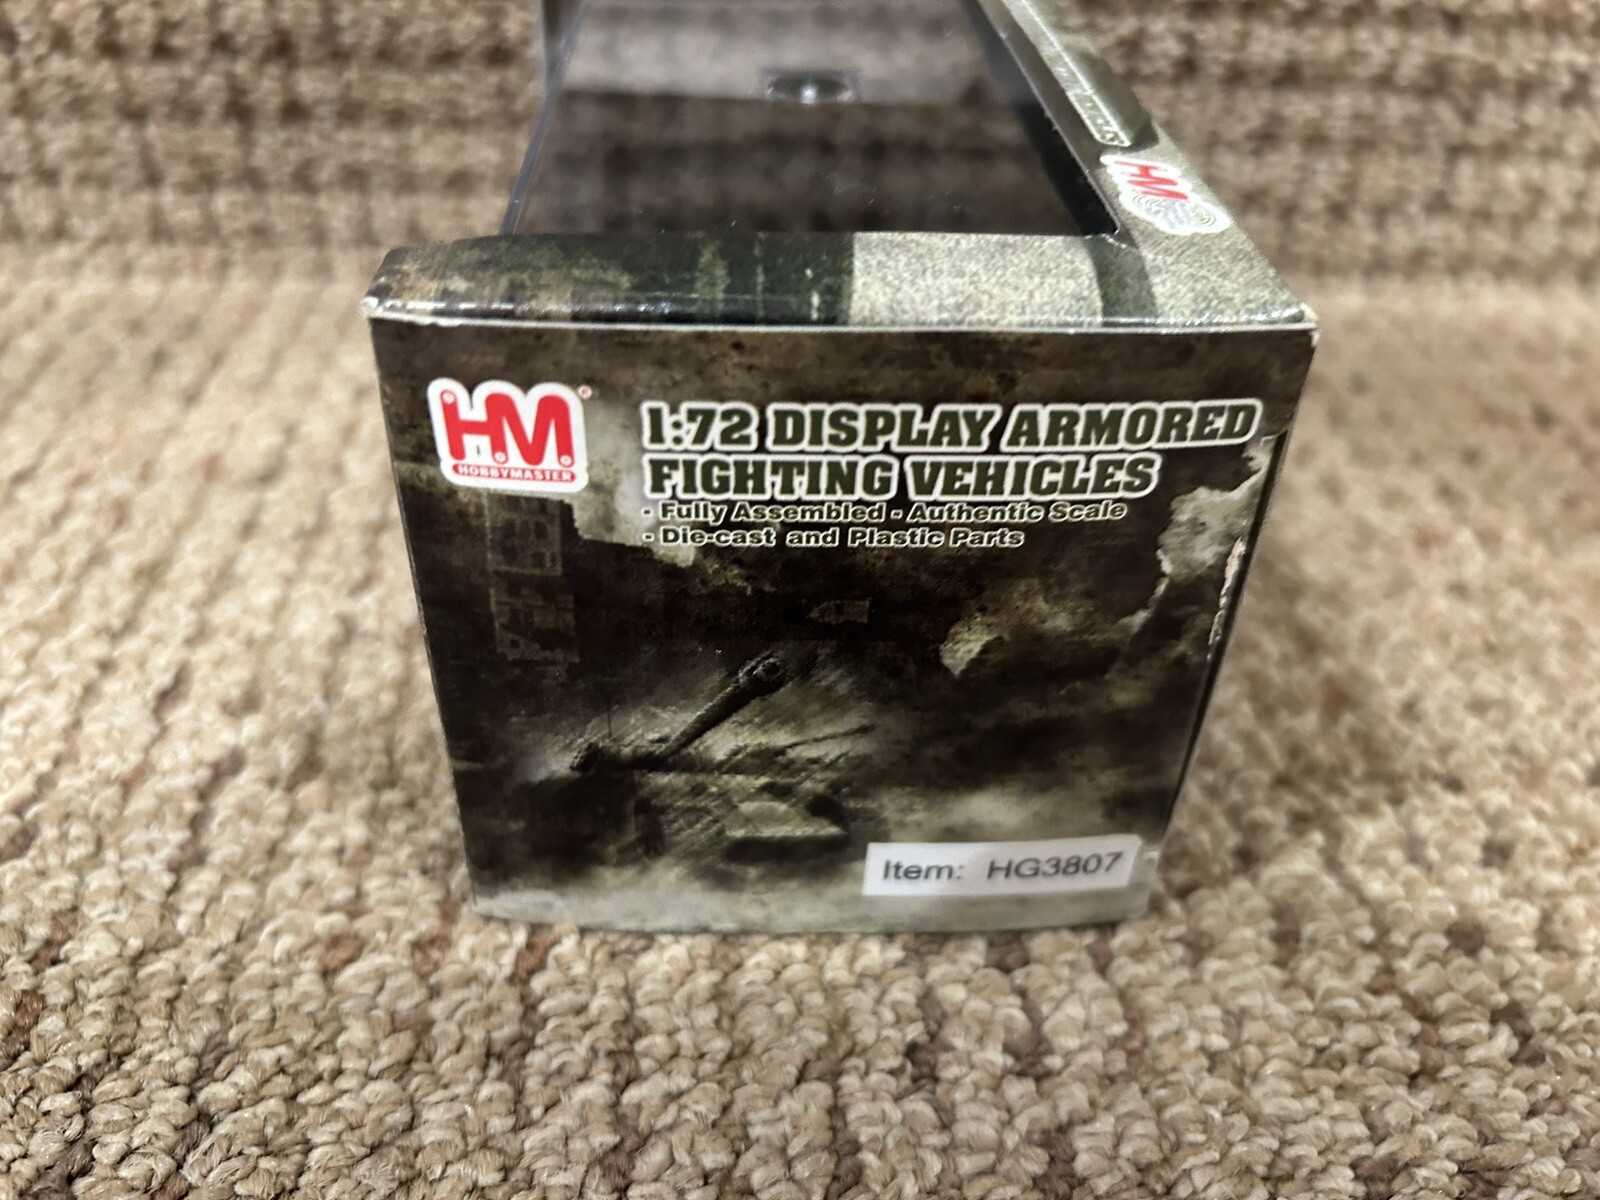 HM
HM
HOBBYMASTER
1:72 DISPLAY ARMORED
FIGHTING VEHICLES
- Fully Assembled - Authentic Scale
- Die-cast and Plastic Parts
Item: HG3807